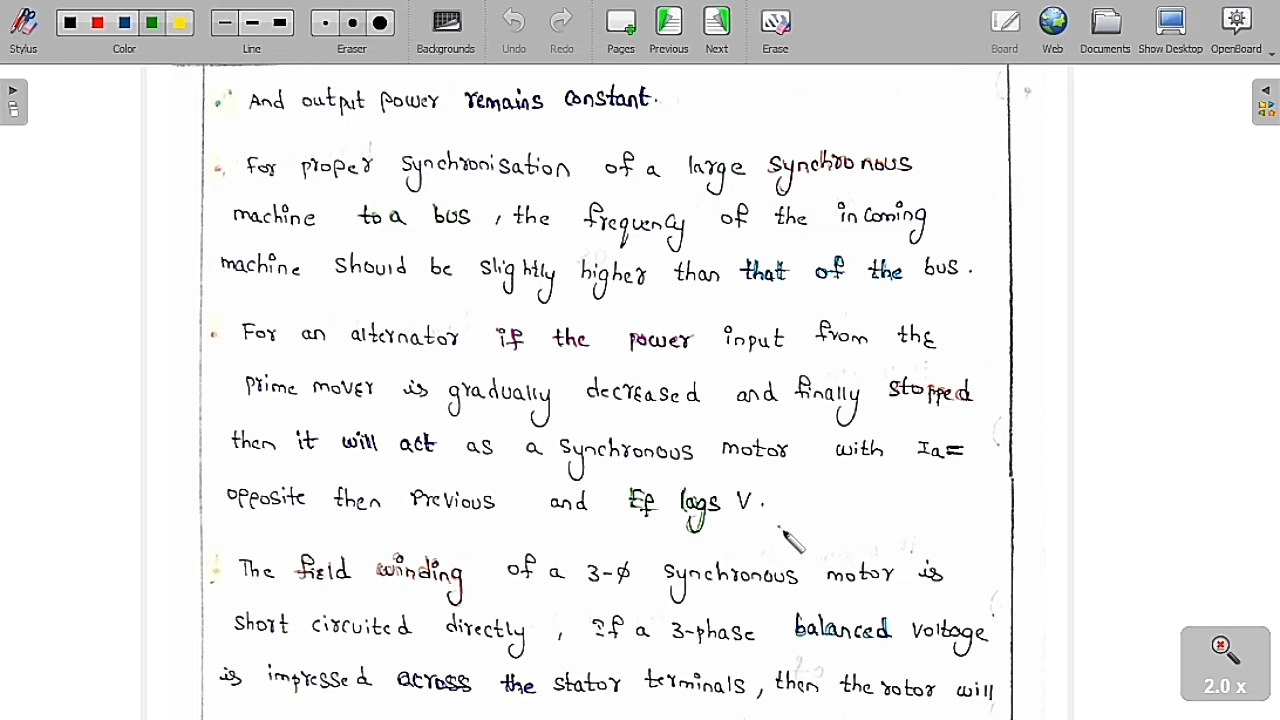 Stylus
Color
Line
Eraser
Backgrounds
Undo
Redo
Pages
Previous
Next
Erase
Board
Web
Documents
Show Desktop
OpenBoard
And output power remains constant.
For proper synchronisation of a large synchronous
machine to a bus, the frequency of the incoming
machine should be slightly higher than that of the bus.
For an alternator if the power input from the
prime mover is gradually decreased and finally stopped
then it will act as a synchronous motor with Ia=
opposite then previous and Ef lags V.
The field winding of a 3-φ synchronous motor is
short circuited directly, If a 3-phase balanced voltage
is impressed across the stator terminals, then the rotor will
2.0 x